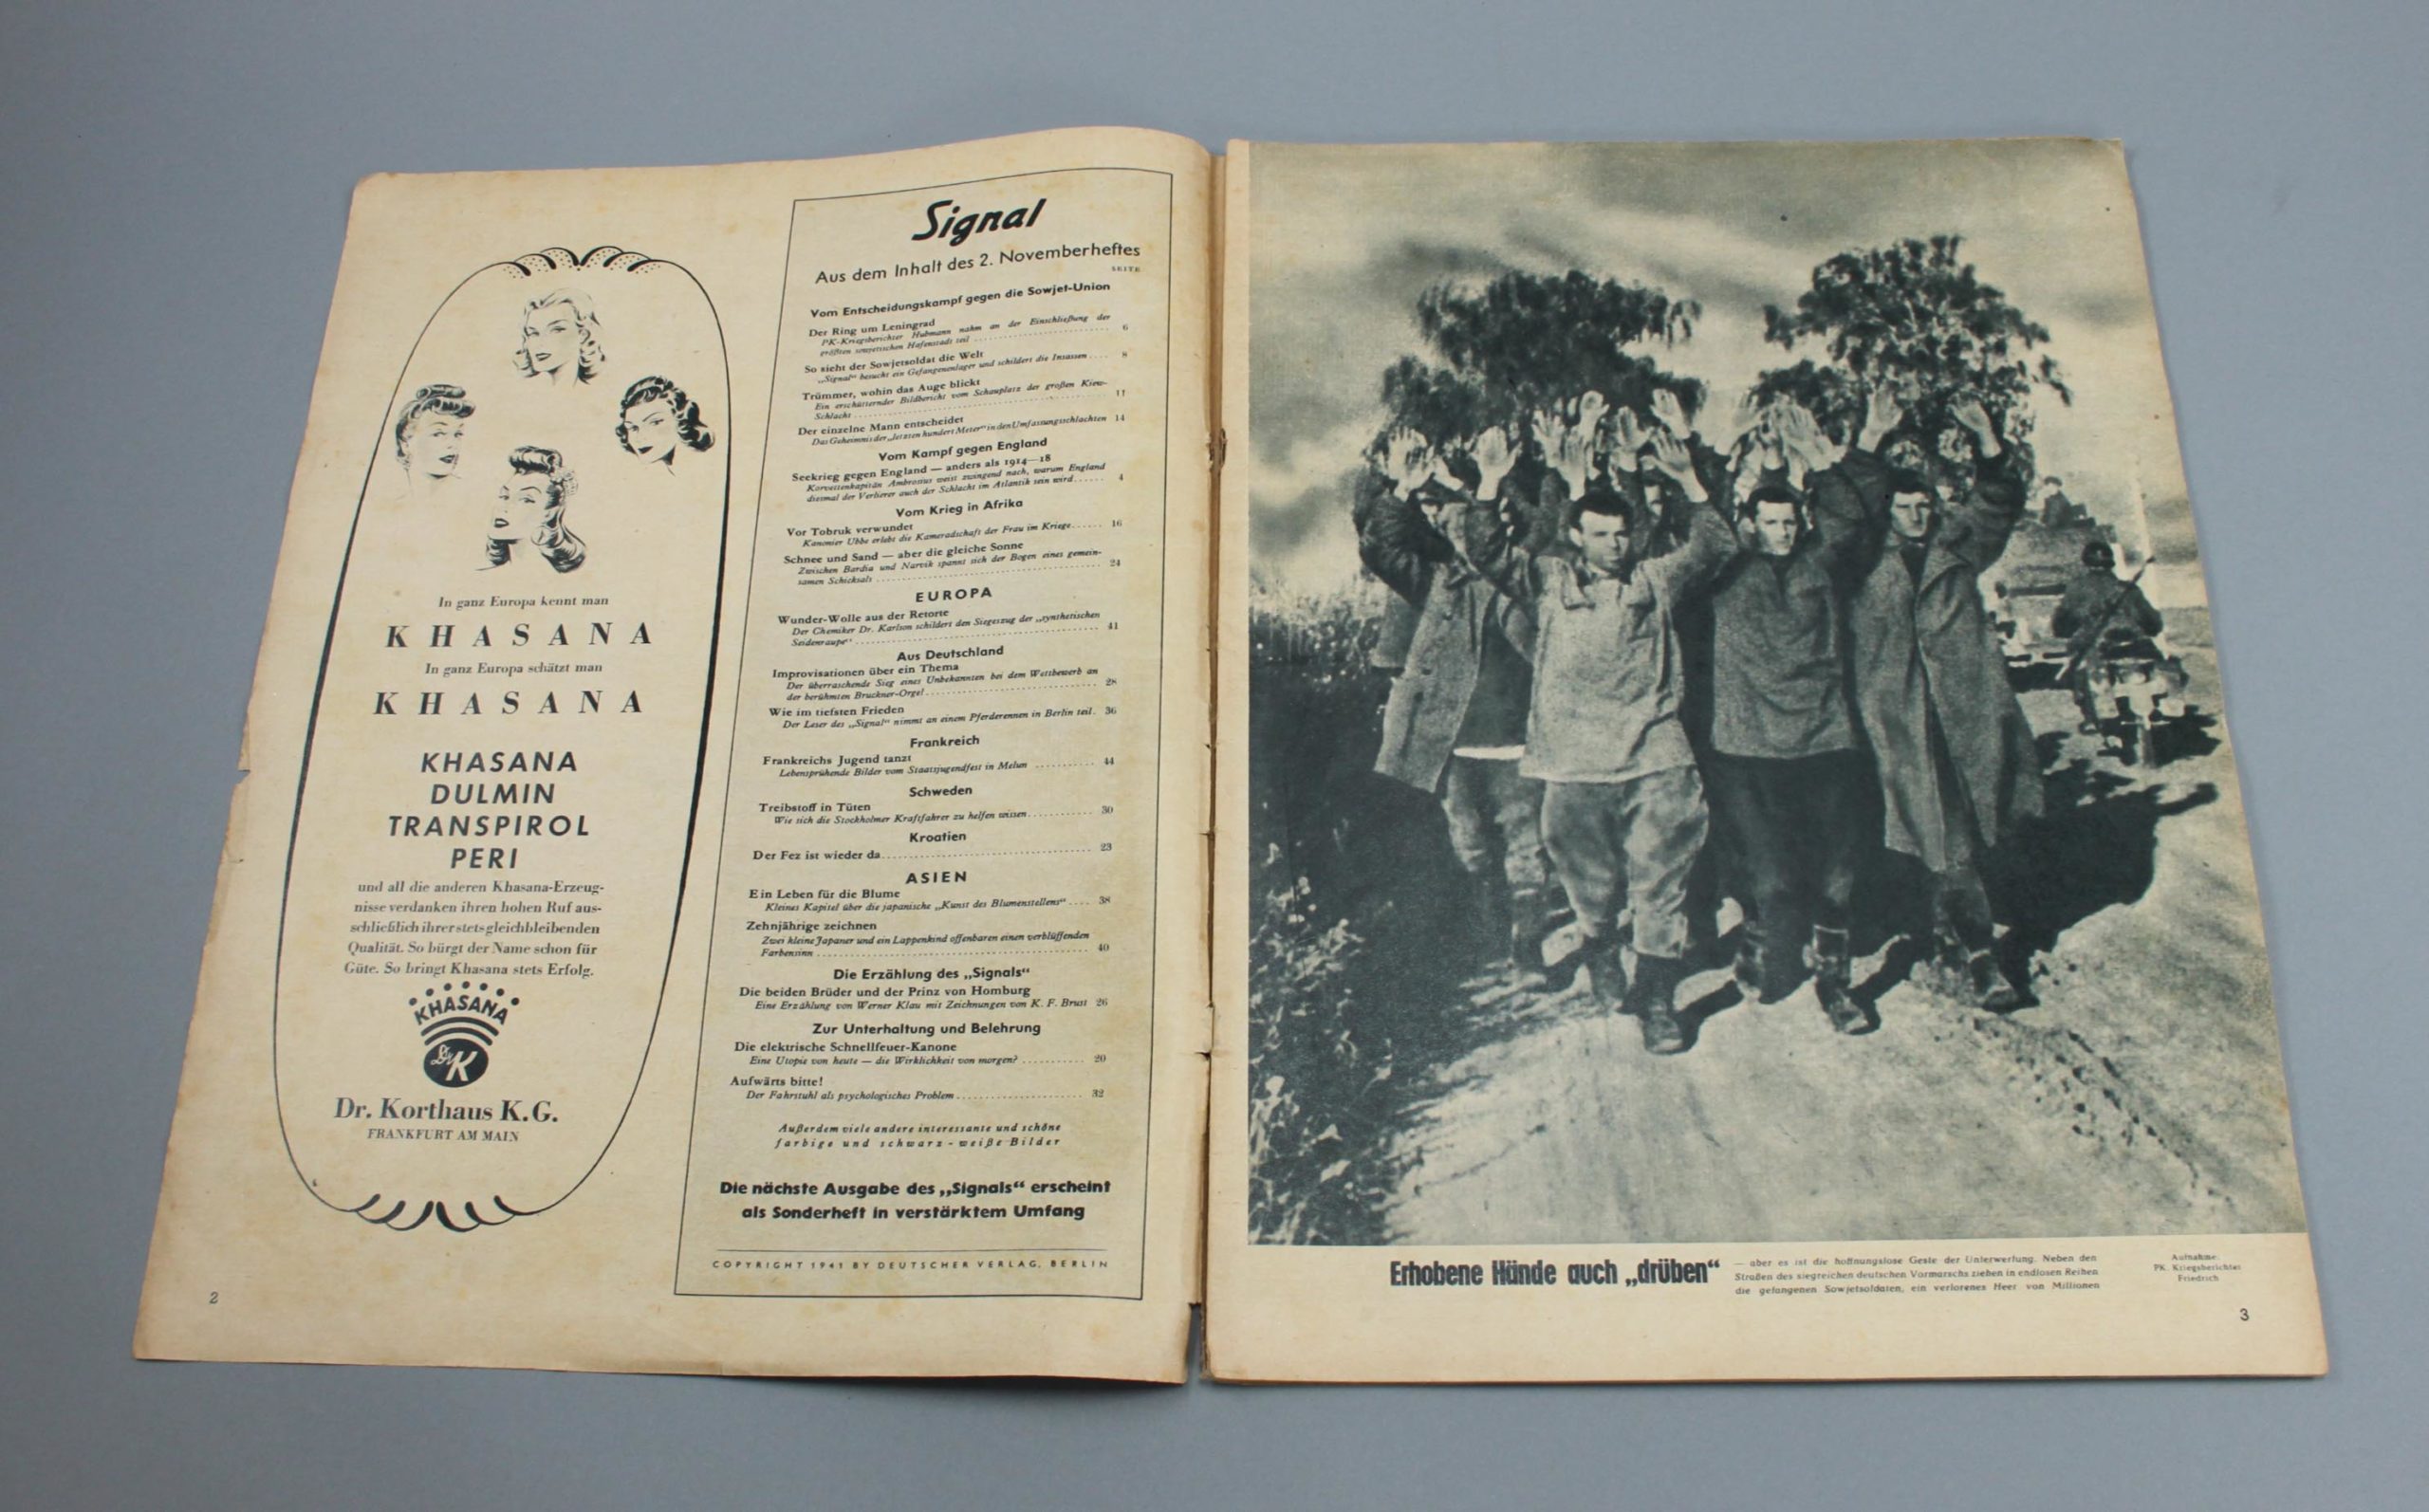 In ganz Europa kennt man
KHASANA
In ganz Europa schätzt man
KHASANA
KHASANA
DULMIN
TRANSPIROL
PERI
und all die anderen Khasana-Erzeug-
nisse verdanken ihren hohen Ruf aus-
schließlich ihrer stets gleichbleibenden
Qualität. So bürgt der Name schon für
Güte. So bringt Khasana stets Erfolg.
KHASANA
Dr. K
Dr. Korthaus K.G.
FRANKFURT AM MAIN
2
Signal
Aus dem Inhalt des 2. Novemberheftes
SEITE
Vom Entscheidungskampf gegen die Sowjet-Union
Der Ring um Leningrad
PK-Kriegsberichter Hubmann nahm an der Einschließung der
größten sowjetischen Hafenstadt teil 6
So sieht der Sowjetsoldat die Welt
„Signal“ besucht ein Gefangenenlager und schildert die Insassen 8
Trümmer, wohin das Auge blickt
Ein erschütternder Bildbericht vom Schauplatz der großen Kiew-
Schlacht 11
Der einzelne Mann entscheidet
Das Geheimnis der „letzten hundert Meter“ in den Umfassungsschlachten 14
Vom Kampf gegen England
Seekrieg gegen England — anders als 1914—18
Korvettenkapitän Ambrosius weist zwingend nach, warum England
diesmal der Verlierer auch der Schlacht im Atlantik sein wird 4
Vom Krieg in Afrika
Vor Tobruk verwundet
Kanonier Ubbe erlebt die Kameradschaft der Frau im Kriege 16
Schnee und Sand — aber die gleiche Sonne
Zwischen Bardia und Narvik spannt sich der Bogen eines gemein-
samen Schicksals 24
EUROPA
Wunder-Wolle aus der Retorte
Der Chemiker Dr. Karlson schildert den Siegeszug der „synthetischen
Seidenraupe“ 41
Aus Deutschland
Improvisationen über ein Thema
Der überraschende Sieg eines Unbekannten bei dem Wettbewerb an
der berühmten Bruckner-Orgel 28
Wie im tiefsten Frieden
Der Leser des „Signal“ nimmt an einem Pferderennen in Berlin teil. 36
Frankreich
Frankreichs Jugend tanzt
Lebensprühende Bilder vom Staatsjugendfest in Melun 44
Schweden
Treibstoff in Tüten
Wie sich die Stockholmer Kraftfahrer zu helfen wissen 30
Kroatien
Der Fez ist wieder da 23
ASIEN
Ein Leben für die Blume
Kleines Kapitel über die japanische „Kunst des Blumenstellens“ 38
Zehnjährige zeichnen
Zwei kleine Japaner und ein Lappenkind offenbaren einen verblüffenden
Farbensinn 40
Die Erzählung des „Signals“
Die beiden Brüder und der Prinz von Homburg
Eine Erzählung von Werner Klau mit Zeichnungen von K. F. Brust 26
Zur Unterhaltung und Belehrung
Die elektrische Schnellfeuer-Kanone
Eine Utopie von heute — die Wirklichkeit von morgen? 20
Aufwärts bitte!
Der Fahrstuhl als psychologisches Problem 32
Außerdem viele andere interessante und schöne
farbige und schwarz-weiße Bilder
Die nächste Ausgabe des „Signals“ erscheint
als Sonderheft in verstärktem Umfang
COPYRIGHT 1941 BY DEUTSCHER VERLAG, BERLIN
Erhobene Hände auch „drüben“
— aber es ist die hoffnungslose Geste der Unterwerfung. Neben den
Straßen des siegreichen deutschen Vormarschs ziehen in endlosen Reihen
die gefangenen Sowjetsoldaten, ein verlorenes Heer von Millionen
Aufnahme:
PK. Kriegsberichter
Friedrich
3